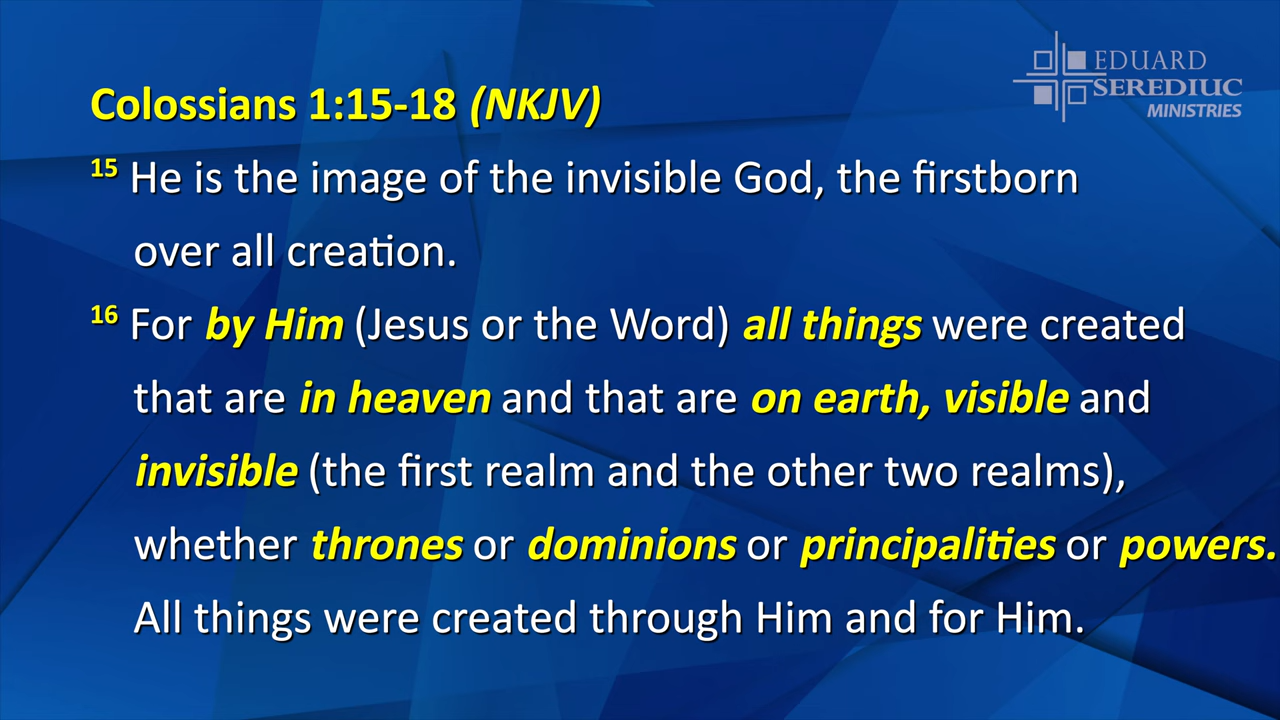 EDUARD
SEREDIUC
MINISTRIES
Colossians 1:15-18 (NKJV)
15 He is the image of the invisible God, the firstborn
over all creation.
16 For by Him (Jesus or the Word) all things were created
that are in heaven and that are on earth, visible and
invisible (the first realm and the other two realms),
whether thrones or dominions or principalities or powers.
All things were created through Him and for Him.